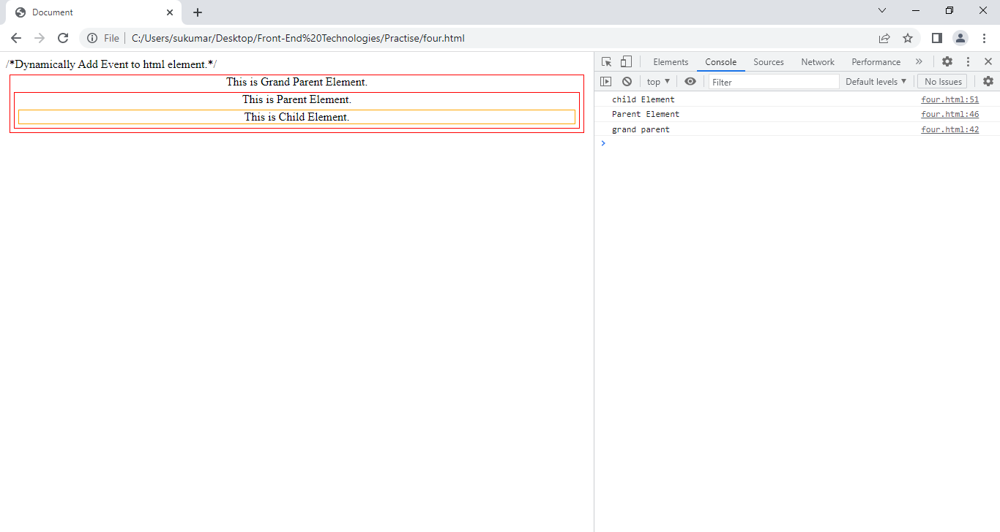 Document
File C:/Users/sukumar/Desktop/Front-End%20Technologies/Practise/four.html
/*Dynamically Add Event to html element.*/
This is Grand Parent Element.
This is Parent Element.
This is Child Element.
Elements Console Sources Network Performance »
top ▼ Filter Default levels ▼ No Issues
child Element four.html:51
Parent Element four.html:46
grand parent four.html:42
>